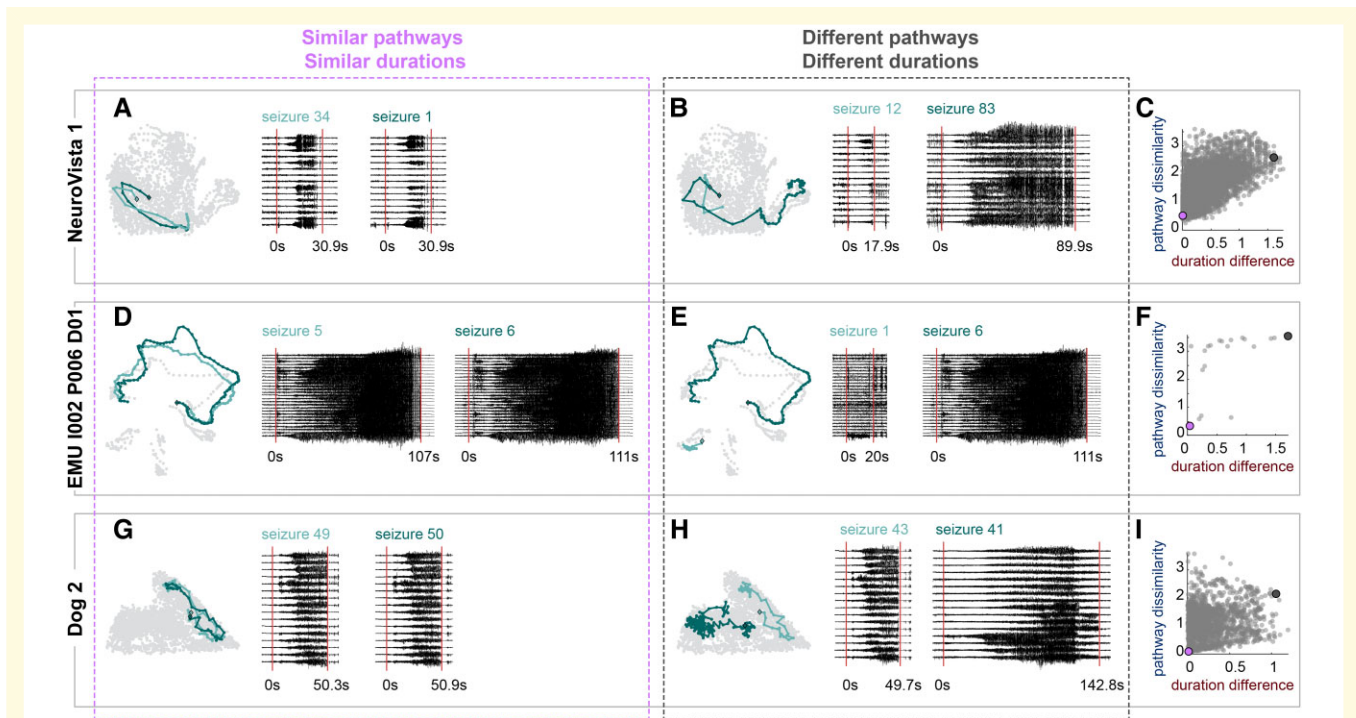 Similar pathways
Similar durations
Different pathways
Different durations
NeuroVista 1
A
seizure 34
seizure 1
0s
30.9s
0s
30.9s
B
seizure 12
seizure 83
0s
17.9s
0s
89.9s
C
pathway dissimilarity
3
2
1
0
0
0.5
1
1.5
duration difference
EMU I002 P006 D01
D
seizure 5
seizure 6
0s
107s
0s
111s
E
seizure 1
seizure 6
0s
20s
0s
111s
F
pathway dissimilarity
3
2
1
0
0
0.5
1
1.5
duration difference
Dog 2
G
seizure 49
seizure 50
0s
50.3s
0s
50.9s
H
seizure 43
seizure 41
0s
49.7s
0s
142.8s
I
pathway dissimilarity
3
2
1
0
0
0.5
1
duration difference